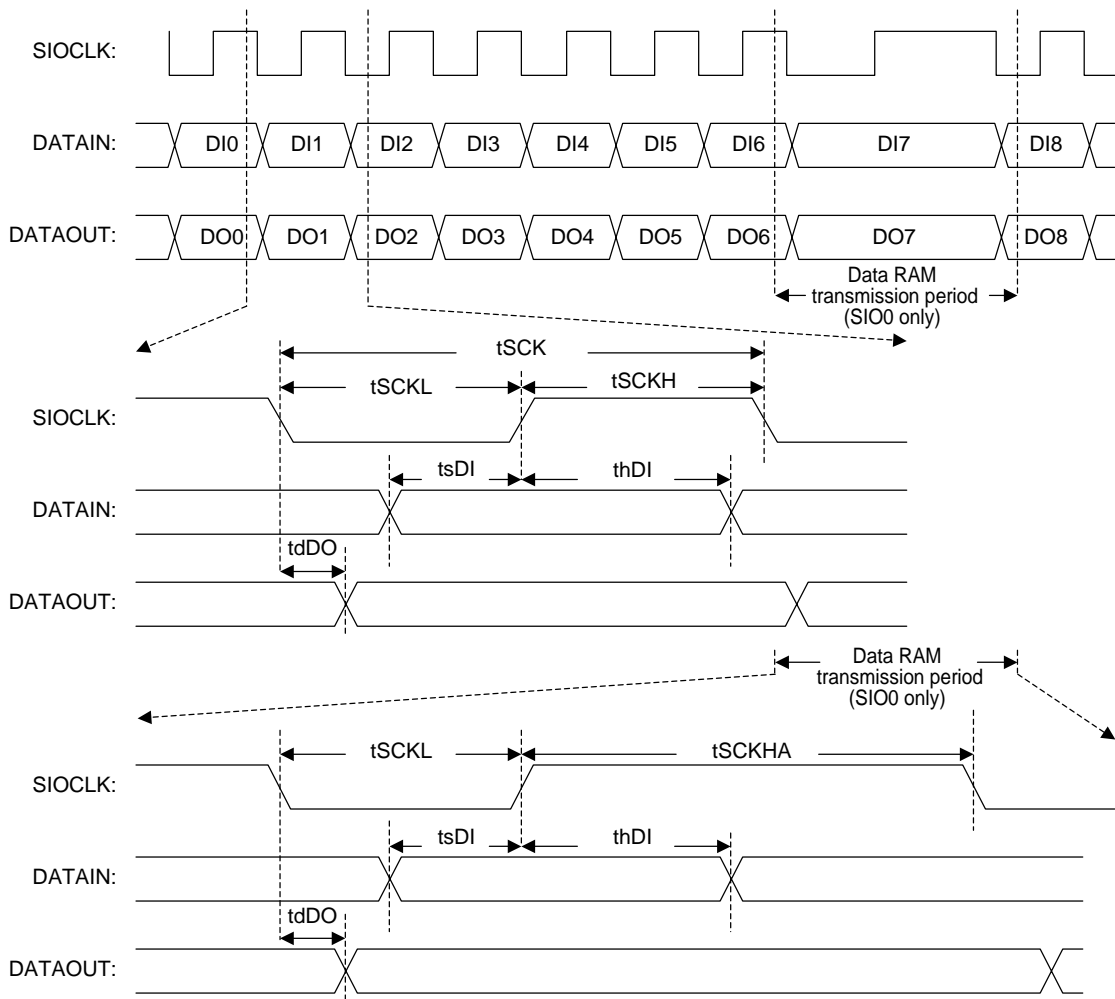 SIOCLK:
DATAIN: DI0 DI1 DI2 DI3 DI4 DI5 DI6 DI7 DI8
DATAOUT: DO0 DO1 DO2 DO3 DO4 DO5 DO6 DO7 DO8
Data RAM
transmission period
(SIO0 only)
tSCK
tSCKL tSCKH
SIOCLK:
tsDI thDI
DATAIN:
tdDO
DATAOUT:
Data RAM
transmission period
(SIO0 only)
tSCKL tSCKHA
SIOCLK:
tsDI thDI
DATAIN:
tdDO
DATAOUT: